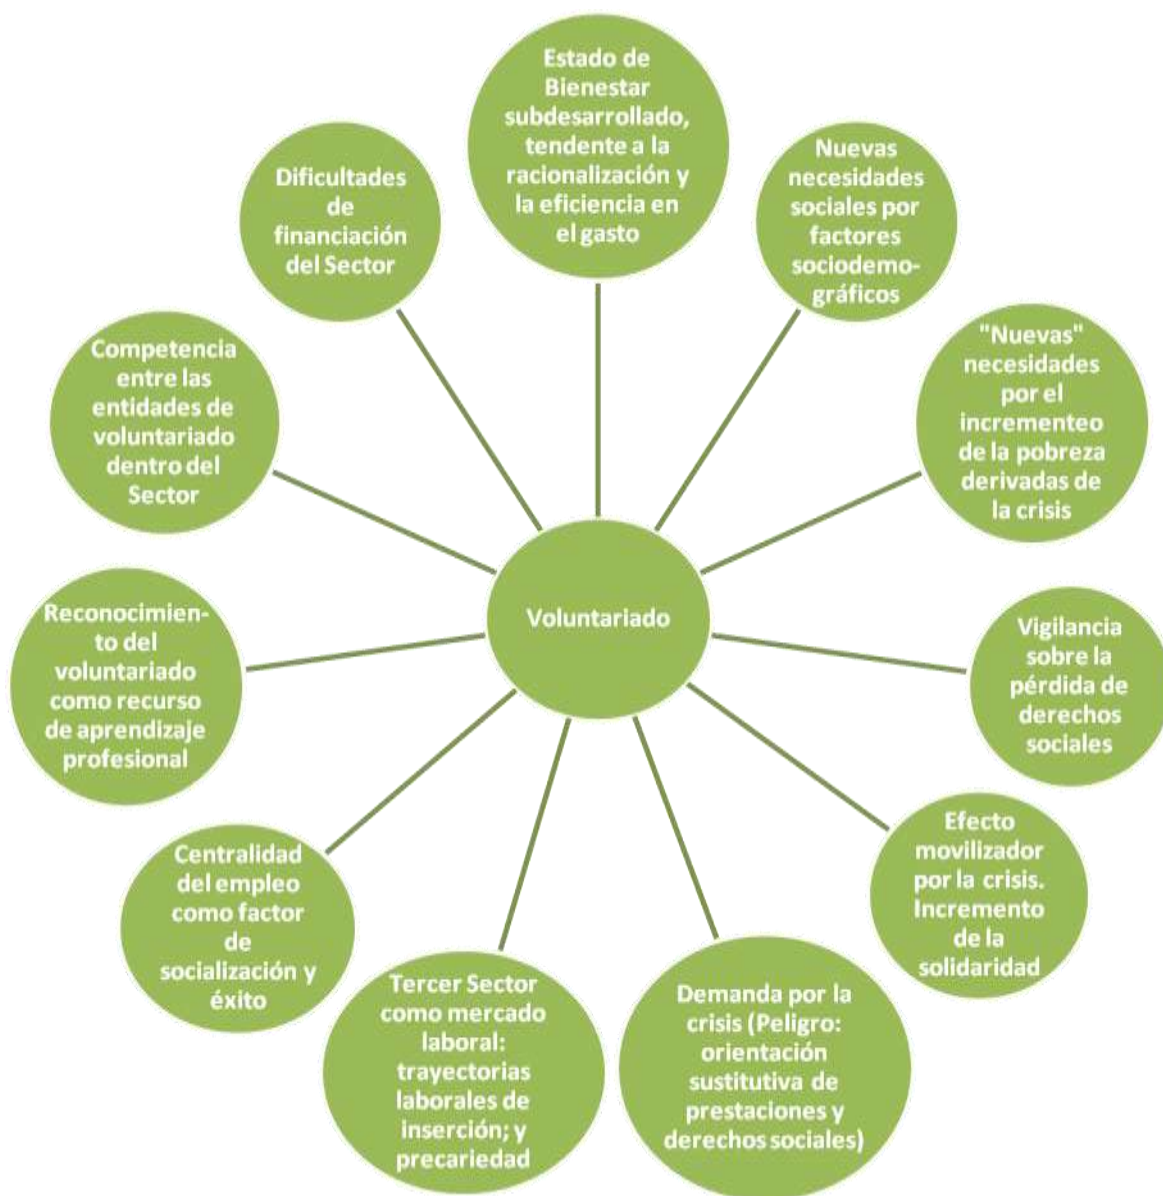 Estado de
Bienestar
subdesarrollado,
tendente a la
racionalización y
la eficiencia en
el gasto
Nuevas
necesidades
sociales por
factores
sociodemo-
gráficos
"Nuevas"
necesidades
por el
incrementeo
de la pobreza
derivadas de
la crisis
Vigilancia
sobre la
pérdida de
derechos
sociales
Efecto
movilizador
por la crisis.
Incremento
de la
solidaridad
Demanda por la
crisis (Peligro:
orientación
sustitutiva de
prestaciones y
derechos sociales)
Tercer Sector
como mercado
laboral:
trayectorias
laborales de
inserción; y
precariedad
Centralidad
del empleo
como factor
de
socialización y
éxito
Reconocimien-
to del
voluntariado
como recurso
de aprendizaje
profesional
Competencia
entre las
entidades de
voluntariado
dentro del
Sector
Dificultades
de
financiación
del Sector
Voluntariado